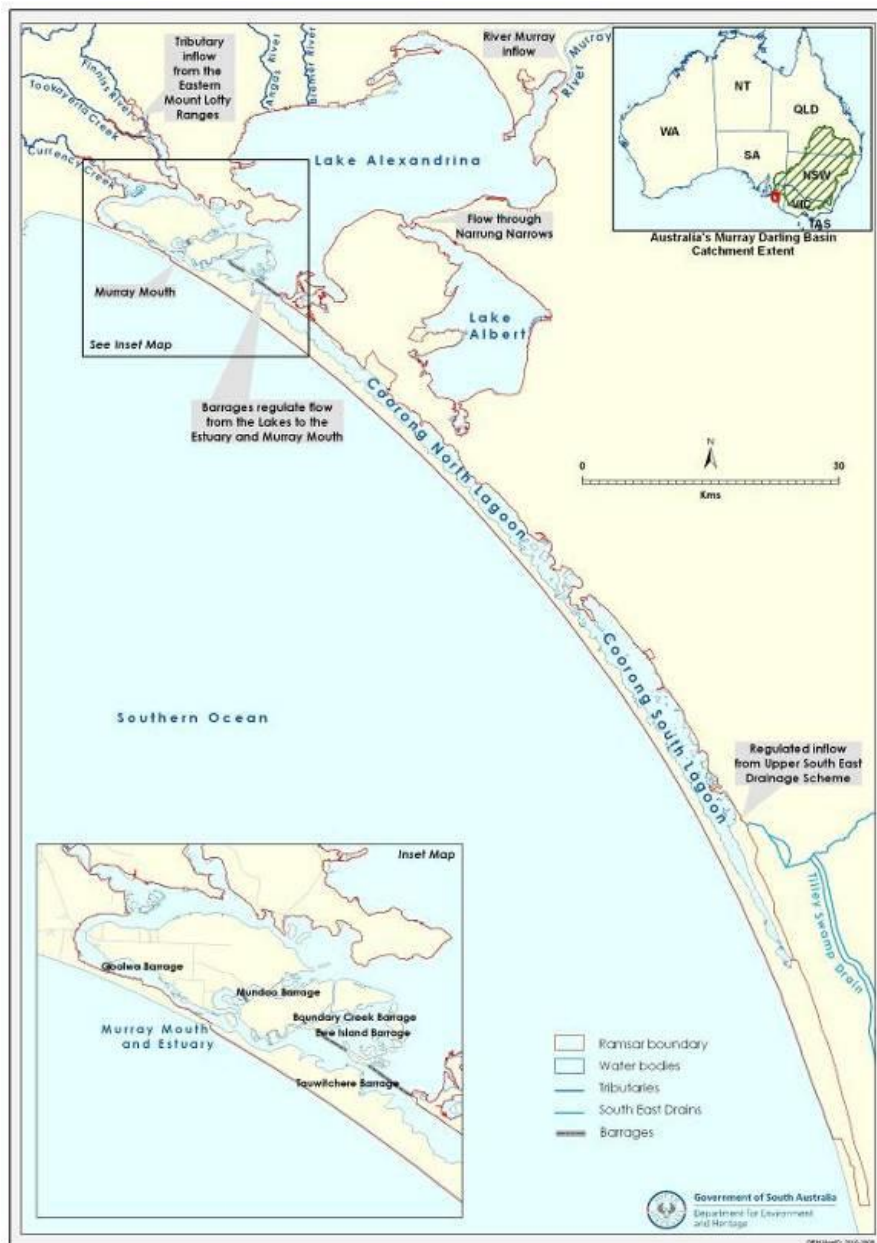 Tributary
inflow
from the
Eastern
Mount Lofty
Ranges
Finniss River
Tookayerta Creek
Currency Creek
Angas River
Bremer River
River Murray
inflow
River Murray
Lake Alexandrina
Flow through
Narrung Narrows
Lake
Albert
Murray Mouth
See Inset Map
Barrages regulate flow
from the Lakes to the
Estuary and Murray Mouth
WA
NT
QLD
SA
NSW
VIC
TAS
Australia's Murray Darling Basin
Catchment Extent
N
0 30
Kms
Coorong North Lagoon
Coorong South Lagoon
Southern Ocean
Regulated inflow
from Upper South East
Drainage Scheme
Tilley Swamp Drain
Inset Map
Goolwa Barrage
Mundoo Barrage
Boundary Creek Barrage
Ewe Island Barrage
Murray Mouth
and Estuary
Tauwitchere Barrage
Ramsar boundary
Water bodies
Tributaries
South East Drains
Barrages
Government of South Australia
Department for Environment
and Heritage